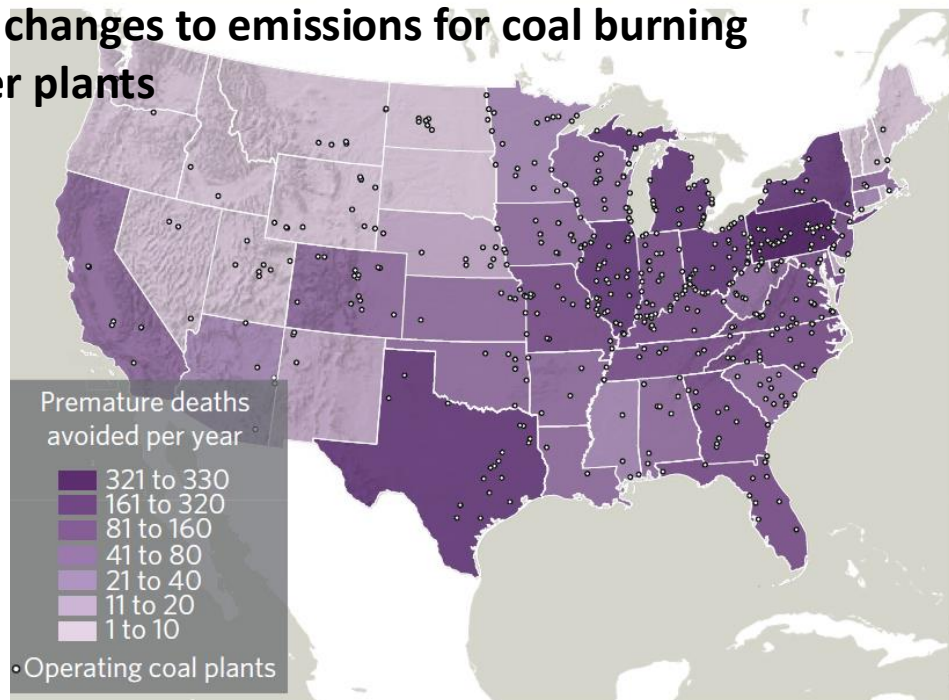 changes to emissions for coal burning
er plants
Premature deaths
avoided per year
321 to 330
161 to 320
81 to 160
41 to 80
21 to 40
11 to 20
1 to 10
Operating coal plants